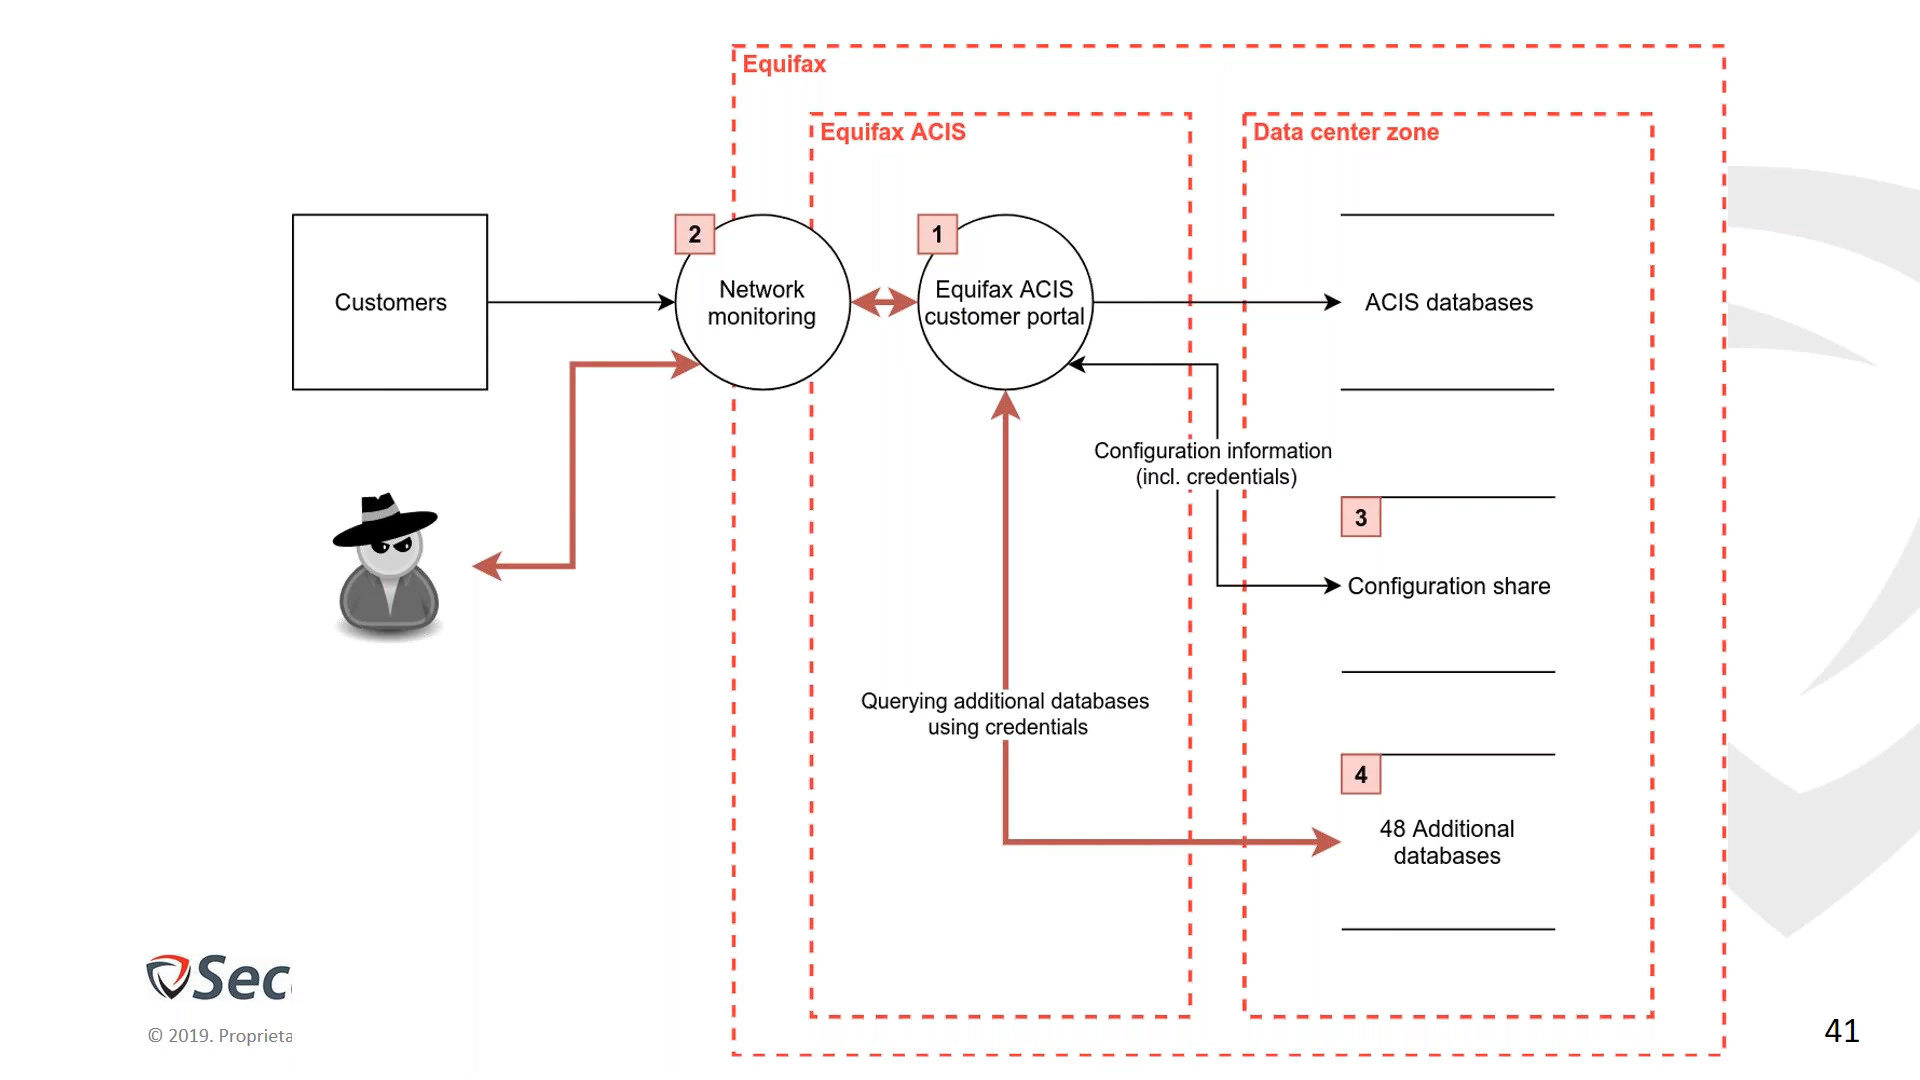 Equifax
Equifax ACIS
Data center zone
2
1
Customers
Network
monitoring
Equifax ACIS
customer portal
ACIS databases
Configuration information
(incl. credentials)
3
Configuration share
Querying additional databases
using credentials
4
48 Additional
databases
Sec
© 2019. Proprieta
41